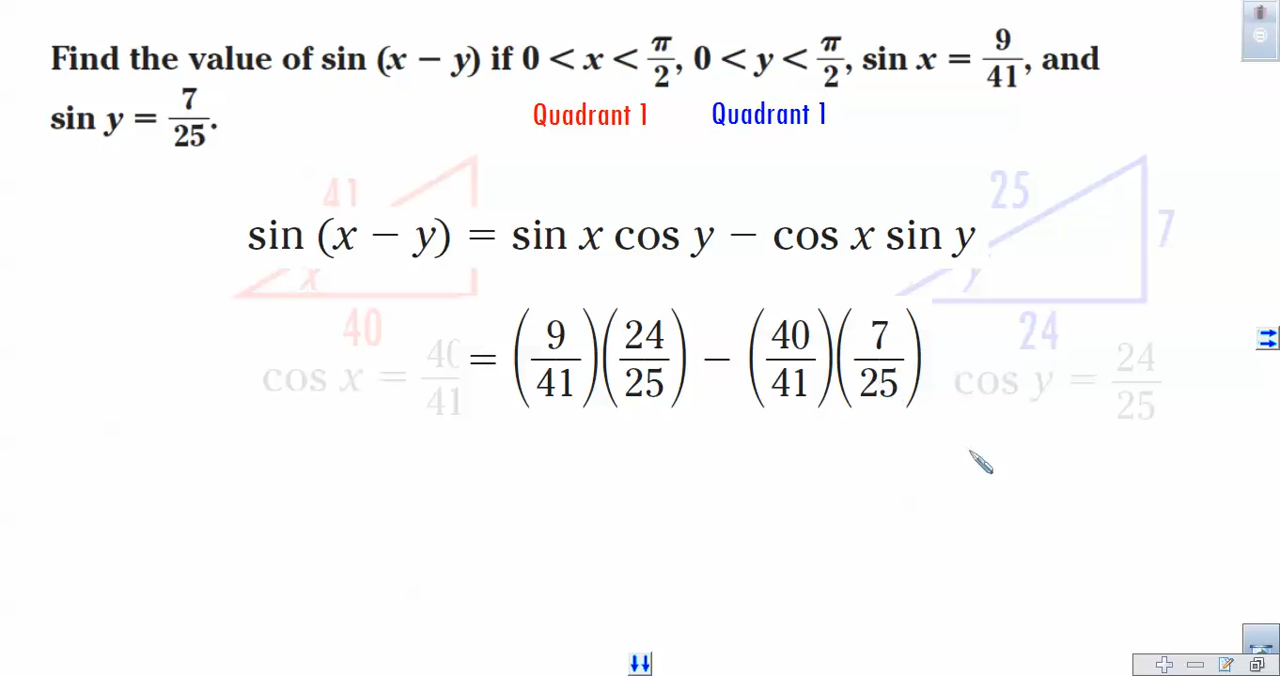 Find the value of sin (x − y) if 0 < x < π/2, 0 < y < π/2, sin x = 9/41, and
sin y = 7/25.
Quadrant 1 Quadrant 1
41 25
sin (x − y) = sin x cos y − cos x sin y
7
x y
40 24
= (9/41)(24/25) − (40/41)(7/25)
cos x = 40/41 cos y = 24/25